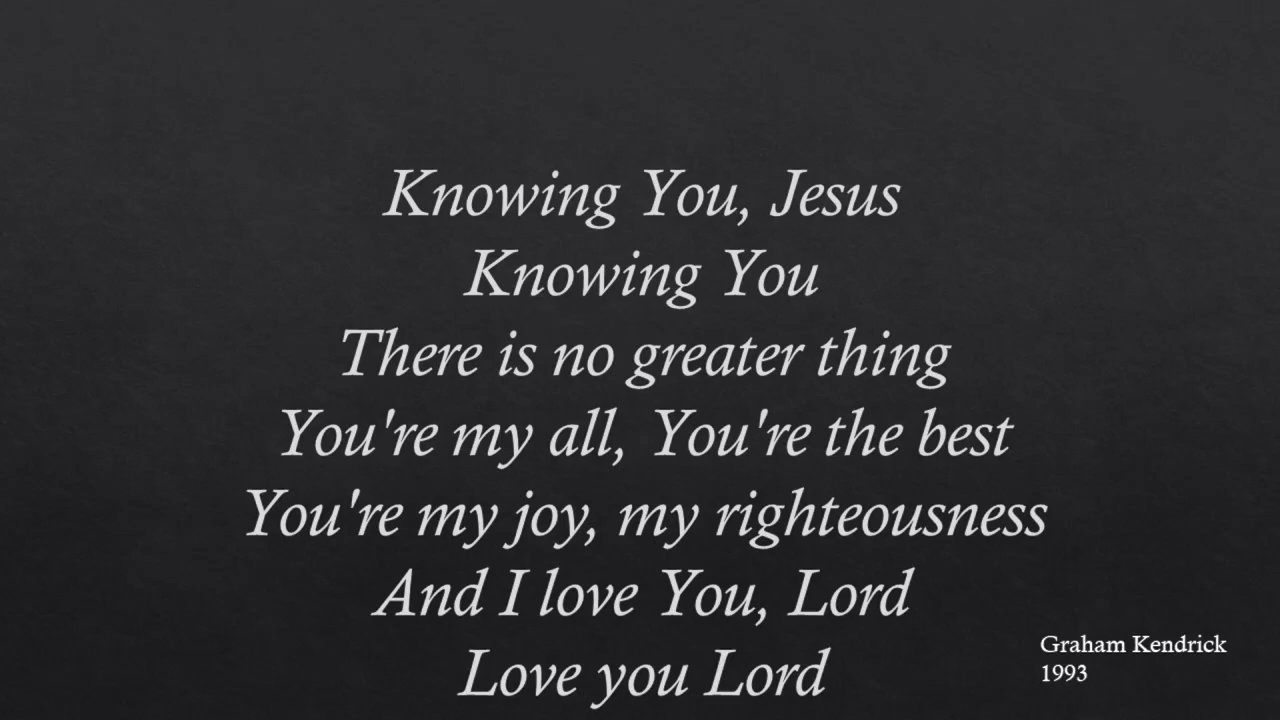 Knowing You, Jesus
Knowing You
There is no greater thing
You're my all, You're the best
You're my joy, my righteousness
And I love You, Lord
Love you Lord
Graham Kendrick
1993